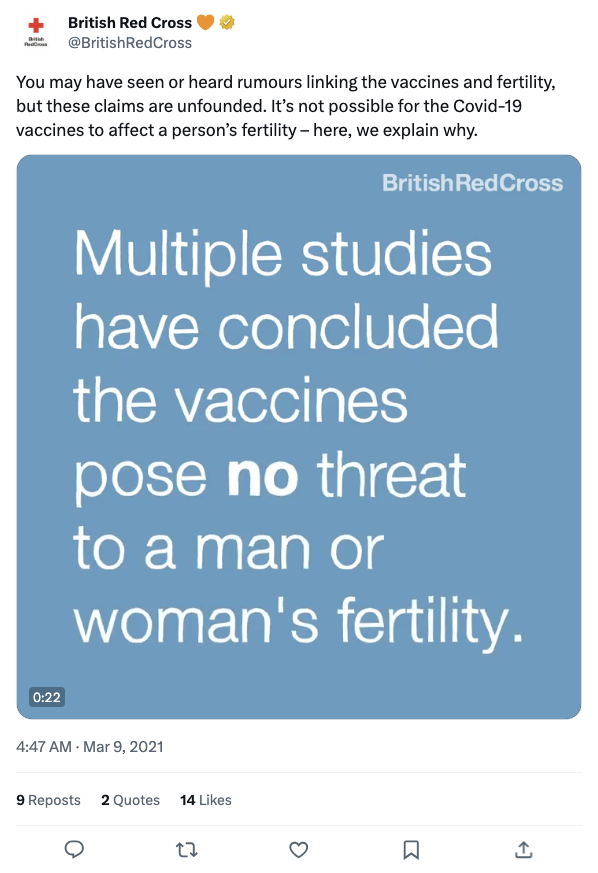 British Red Cross 🧡
@BritishRedCross
You may have seen or heard rumours linking the vaccines and fertility,
but these claims are unfounded. It’s not possible for the Covid-19
vaccines to affect a person’s fertility – here, we explain why.
BritishRedCross
Multiple studies
have concluded
the vaccines
pose no threat
to a man or
woman's fertility.
0:22
4:47 AM · Mar 9, 2021
9 Reposts 2 Quotes 14 Likes